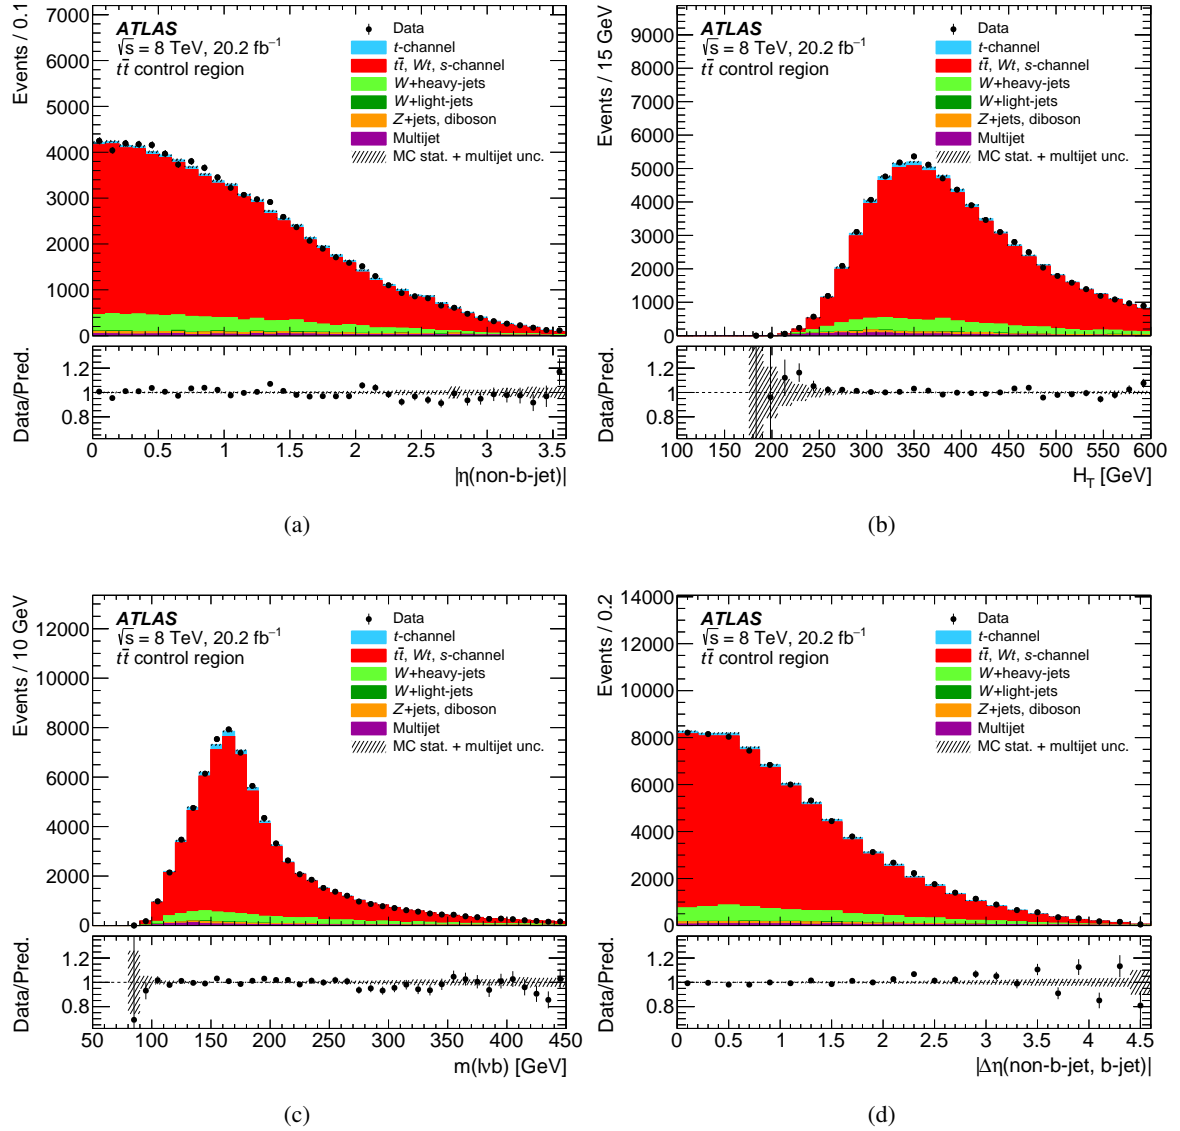 Events / 0.1
7000
6000
5000
4000
3000
2000
1000
0
ATLAS
√s = 8 TeV, 20.2 fb⁻¹
tt̄ control region
Data
t-channel
tt̄, Wt, s-channel
W+heavy-jets
W+light-jets
Z+jets, diboson
Multijet
MC stat. + multijet unc.
Data/Pred.
1.2
1
0.8
0 0.5 1 1.5 2 2.5 3 3.5
|η(non-b-jet)|
(a)
Events / 15 GeV
9000
8000
7000
6000
5000
4000
3000
2000
1000
0
ATLAS
√s = 8 TeV, 20.2 fb⁻¹
tt̄ control region
Data
t-channel
tt̄, Wt, s-channel
W+heavy-jets
W+light-jets
Z+jets, diboson
Multijet
MC stat. + multijet unc.
Data/Pred.
1.2
1
0.8
100 150 200 250 300 350 400 450 500 550 600
H_T [GeV]
(b)
Events / 10 GeV
12000
10000
8000
6000
4000
2000
0
ATLAS
√s = 8 TeV, 20.2 fb⁻¹
tt̄ control region
Data
t-channel
tt̄, Wt, s-channel
W+heavy-jets
W+light-jets
Z+jets, diboson
Multijet
MC stat. + multijet unc.
Data/Pred.
1.2
1
0.8
50 100 150 200 250 300 350 400 450
m(lνb) [GeV]
(c)
Events / 0.2
14000
12000
10000
8000
6000
4000
2000
0
ATLAS
√s = 8 TeV, 20.2 fb⁻¹
tt̄ control region
Data
t-channel
tt̄, Wt, s-channel
W+heavy-jets
W+light-jets
Z+jets, diboson
Multijet
MC stat. + multijet unc.
Data/Pred.
1.2
1
0.8
0 0.5 1 1.5 2 2.5 3 3.5 4 4.5
|Δη(non-b-jet, b-jet)|
(d)